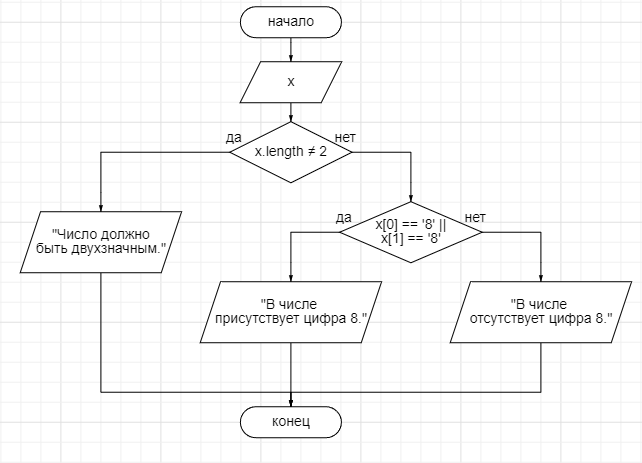 начало
x
да
x.length ≠ 2
нет
"Число должно
быть двухзначным."
да
x[0] == '8' ||
x[1] == '8'
нет
"В числе
присутствует цифра 8."
"В числе
отсутствует цифра 8."
конец